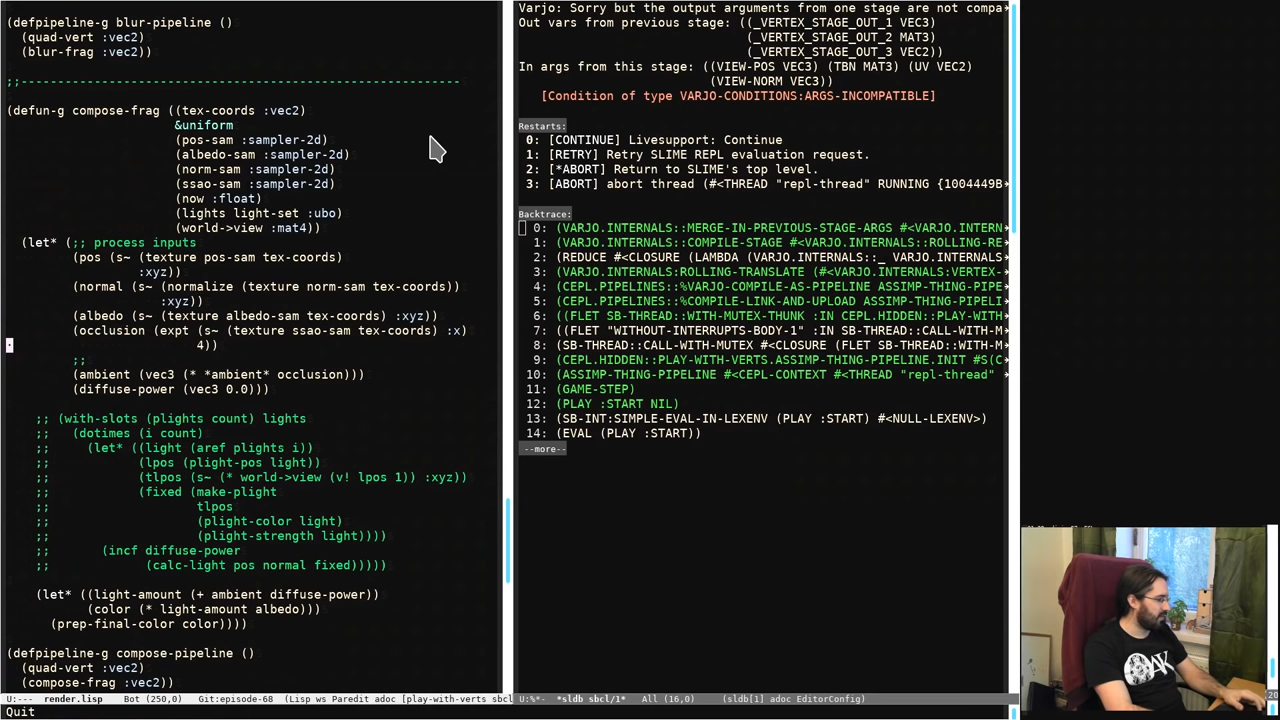 (defpipeline-g blur-pipeline ()
  (quad-vert :vec2)
  (blur-frag :vec2))
;;------------------------------------------------------------
(defun-g compose-frag ((tex-coords :vec2)
                       &uniform
                       (pos-sam :sampler-2d)
                       (albedo-sam :sampler-2d)
                       (norm-sam :sampler-2d)
                       (ssao-sam :sampler-2d)
                       (now :float)
                       (lights light-set :ubo)
                       (world->view :mat4))
  (let* (;; process inputs
         (pos (s~ (texture pos-sam tex-coords)
                  :xyz))
         (normal (s~ (normalize (texture norm-sam tex-coords))
                     :xyz))
         (albedo (s~ (texture albedo-sam tex-coords) :xyz))
         (occlusion (expt (s~ (texture ssao-sam tex-coords) :x)
                          4))
         ;;
         (ambient (vec3 (* *ambient* occlusion)))
         (diffuse-power (vec3 0.0)))
    ;; (with-slots (plights count) lights
    ;;   (dotimes (i count)
    ;;     (let* ((light (aref plights i))
    ;;            (lpos (plight-pos light))
    ;;            (tlpos (s~ (* world->view (v! lpos 1)) :xyz))
    ;;            (fixed (make-plight
    ;;                    tlpos
    ;;                    (plight-color light)
    ;;                    (plight-strength light))))
    ;;       (incf diffuse-power
    ;;             (calc-light pos normal fixed)))))
    (let* ((light-amount (+ ambient diffuse-power))
           (color (* light-amount albedo)))
      (prep-final-color color))))
(defpipeline-g compose-pipeline ()
  (quad-vert :vec2)
  (compose-frag :vec2))
U:---  render.lisp    Bot (250,0)   Git:episode-68  (Lisp ws Paredit adoc [play-with-verts sbcl
Quit
Varjo: Sorry but the output arguments from one stage are not compa
Out vars from previous stage: ((_VERTEX_STAGE_OUT_1 VEC3)
                               (_VERTEX_STAGE_OUT_2 MAT3)
                               (_VERTEX_STAGE_OUT_3 VEC2))
In args from this stage: ((VIEW-POS VEC3) (TBN MAT3) (UV VEC2)
                          (VIEW-NORM VEC3))
   [Condition of type VARJO-CONDITIONS:ARGS-INCOMPATIBLE]
Restarts:
 0: [CONTINUE] Livesupport: Continue
 1: [RETRY] Retry SLIME REPL evaluation request.
 2: [*ABORT] Return to SLIME's top level.
 3: [ABORT] abort thread (#<THREAD "repl-thread" RUNNING {1004449B
Backtrace:
  0: (VARJO.INTERNALS::MERGE-IN-PREVIOUS-STAGE-ARGS #<VARJO.INTERN
  1: (VARJO.INTERNALS::COMPILE-STAGE #<VARJO.INTERNALS::ROLLING-RE
  2: (REDUCE #<CLOSURE (LAMBDA (VARJO.INTERNALS::_ VARJO.INTERNALS
  3: (VARJO.INTERNALS:ROLLING-TRANSLATE (#<VARJO.INTERNALS:VERTEX-
  4: (CEPL.PIPELINES::%VARJO-COMPILE-AS-PIPELINE ASSIMP-THING-PIPE
  5: (CEPL.PIPELINES::%COMPILE-LINK-AND-UPLOAD ASSIMP-THING-PIPELI
  6: ((FLET SB-THREAD::WITH-MUTEX-THUNK :IN CEPL.HIDDEN::PLAY-WITH
  7: ((FLET "WITHOUT-INTERRUPTS-BODY-1" :IN SB-THREAD::CALL-WITH-M
  8: (SB-THREAD::CALL-WITH-MUTEX #<CLOSURE (FLET SB-THREAD::WITH-M
  9: (CEPL.HIDDEN::PLAY-WITH-VERTS.ASSIMP-THING-PIPELINE.INIT #S(C
 10: (ASSIMP-THING-PIPELINE #<CEPL-CONTEXT #<THREAD "repl-thread"
 11: (GAME-STEP)
 12: (PLAY :START NIL)
 13: (SB-INT:SIMPLE-EVAL-IN-LEXENV (PLAY :START) #<NULL-LEXENV>)
 14: (EVAL (PLAY :START))
 --more--
U:%*-  *sldb sbcl/1*   All (16,0)     (sldb[1] adoc EditorConfig)